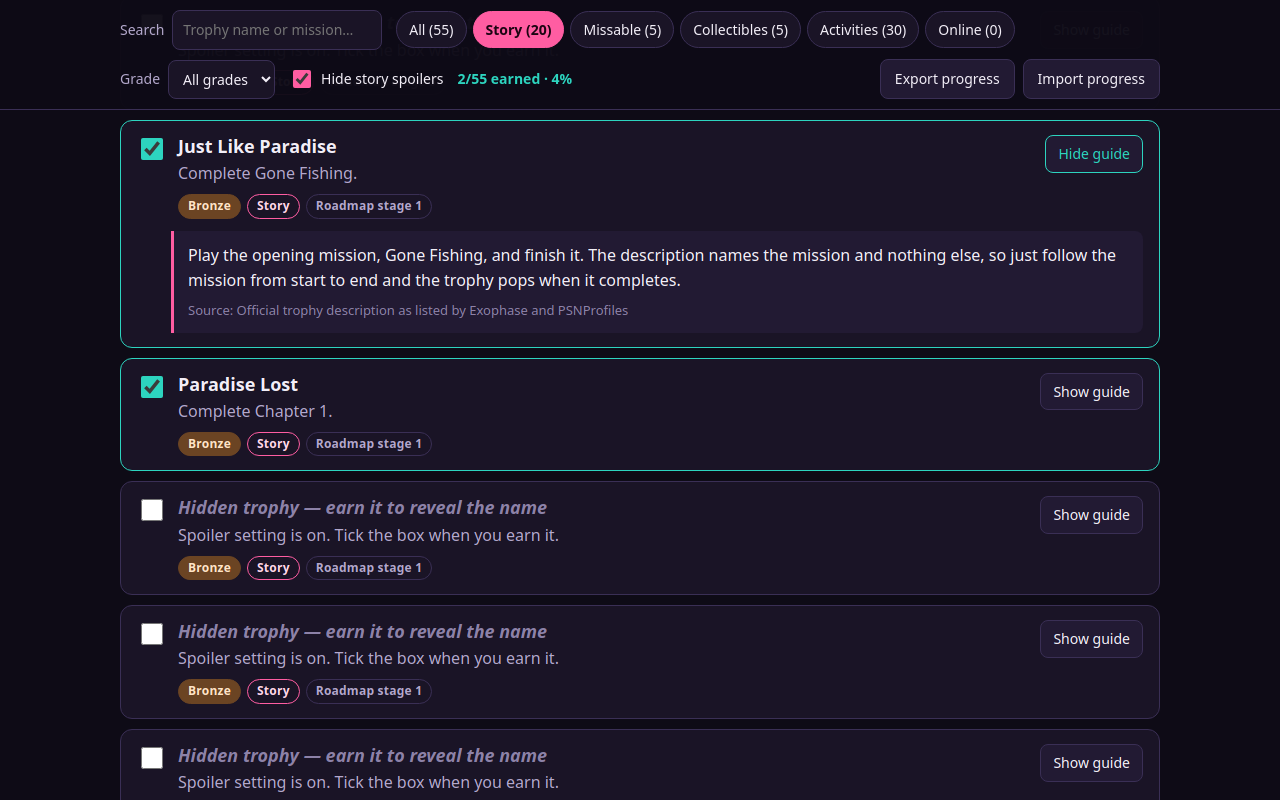 Search
Trophy name or mission...
All (55)
Story (20)
Missable (5)
Collectibles (5)
Activities (30)
Online (0)
Grade
All grades
Hide story spoilers
2/55 earned · 4%
Export progress
Import progress
Just Like Paradise
Hide guide
Complete Gone Fishing.
Bronze
Story
Roadmap stage 1
Play the opening mission, Gone Fishing, and finish it. The description names the mission and nothing else, so just follow the
mission from start to end and the trophy pops when it completes.
Source: Official trophy description as listed by Exophase and PSNProfiles
Paradise Lost
Show guide
Complete Chapter 1.
Bronze
Story
Roadmap stage 1
Hidden trophy — earn it to reveal the name
Show guide
Spoiler setting is on. Tick the box when you earn it.
Bronze
Story
Roadmap stage 1
Hidden trophy — earn it to reveal the name
Show guide
Spoiler setting is on. Tick the box when you earn it.
Bronze
Story
Roadmap stage 1
Hidden trophy — earn it to reveal the name
Show guide
Spoiler setting is on. Tick the box when you earn it.